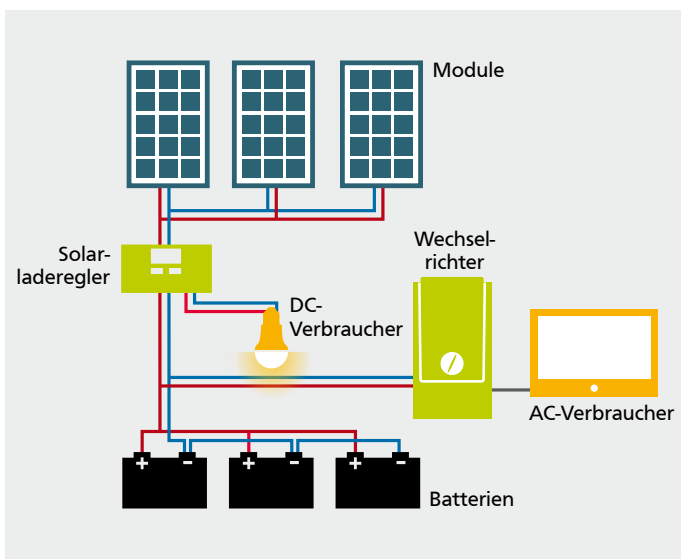 Module
Solar-
laderegler
Wechsel-
richter
DC-
Verbraucher
AC-Verbraucher
+ - + - + -
Batterien